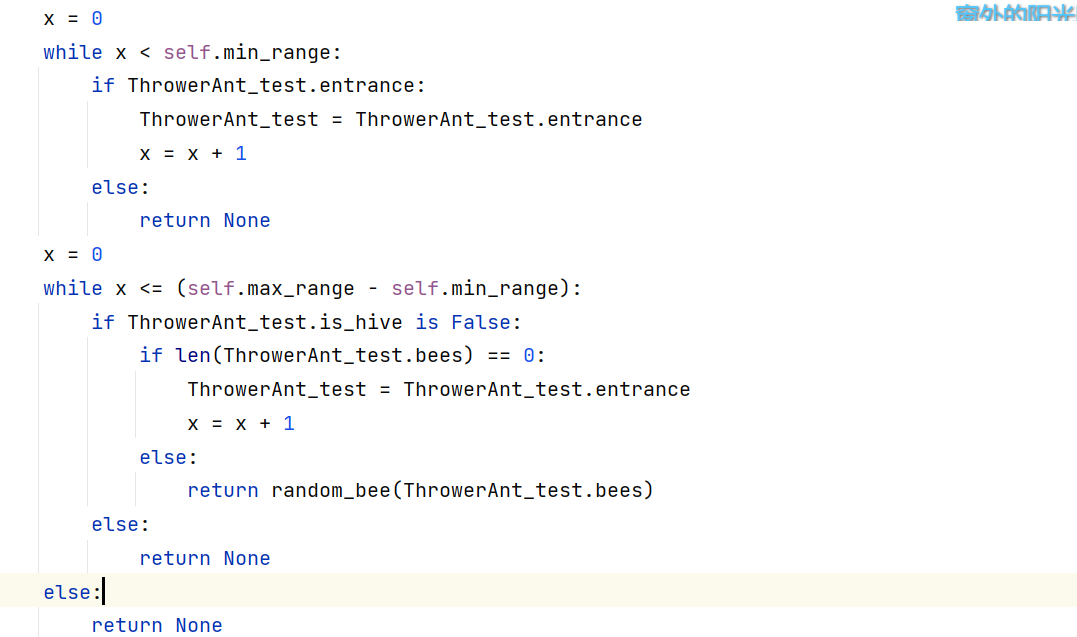 x = 0
窗外的阳光
while x < self.min_range:
    if ThrowerAnt_test.entrance:
        ThrowerAnt_test = ThrowerAnt_test.entrance
        x = x + 1
    else:
        return None
x = 0
while x <= (self.max_range - self.min_range):
    if ThrowerAnt_test.is_hive is False:
        if len(ThrowerAnt_test.bees) == 0:
            ThrowerAnt_test = ThrowerAnt_test.entrance
            x = x + 1
        else:
            return random_bee(ThrowerAnt_test.bees)
    else:
        return None
else:
    return None